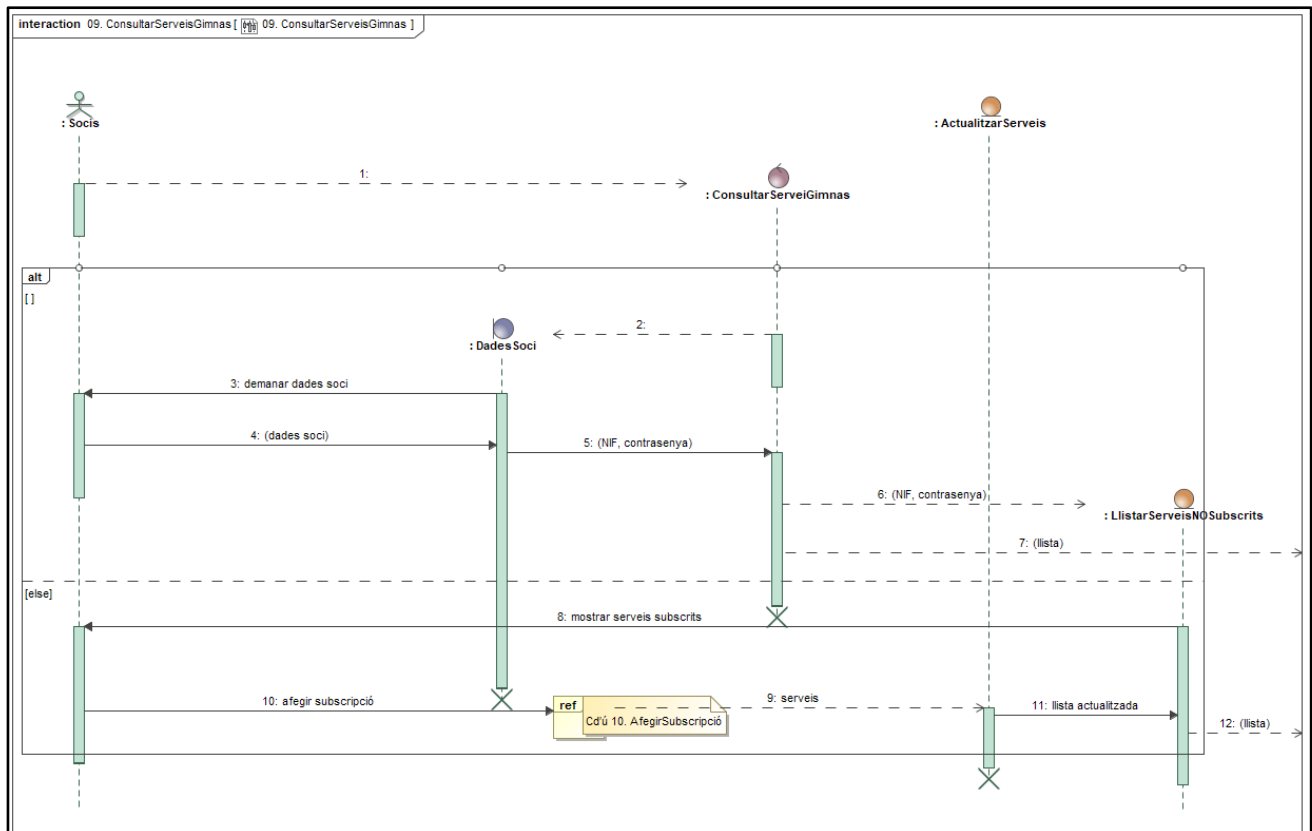 interaction 09. ConsultarServeisGimnas [ 09. ConsultarServeisGimnas ]
: Socis
: ActualitzarServeis
1:
: ConsultarServeiGimnas
alt
[ ]
2:
: DadesSoci
3: demanar dades soci
4: (dades soci)
5: (NIF, contrasenya)
6: (NIF, contrasenya)
: LlistarServeisNOSubscrits
7: (llista)
[else]
8: mostrar serveis subscrits
10: afegir subscripció
ref
Cd'ú 10. AfegirSubscripció
9: serveis
11: llista actualitzada
12: (llista)